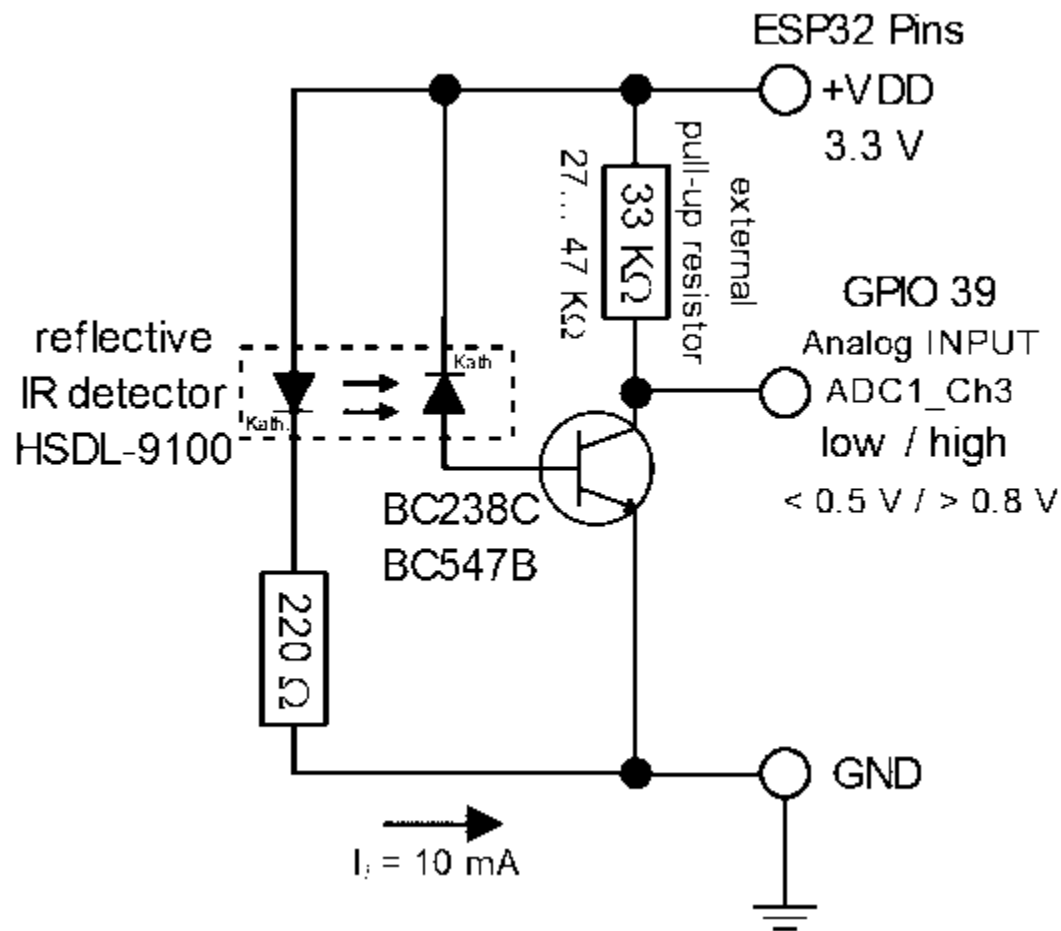 ESP32 Pins
+VDD
3.3 V
external
pull-up resistor
27... 47 KΩ
33 KΩ
GPIO 39
Analog INPUT
ADC1_Ch3
low / high
< 0.5 V / > 0.8 V
reflective
IR detector
HSDL-9100
Kath.
Kath
BC238C
BC547B
220 Ω
GND
= 10 mA